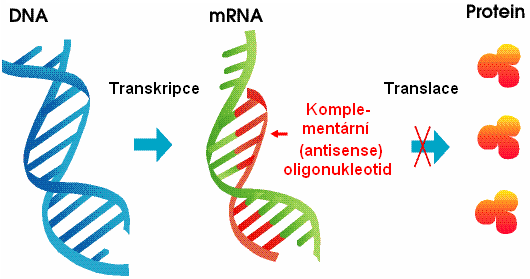 DNA
mRNA
Protein
Transkripce
Translace
Komple-
mentární
(antisense)
oligonukleotid